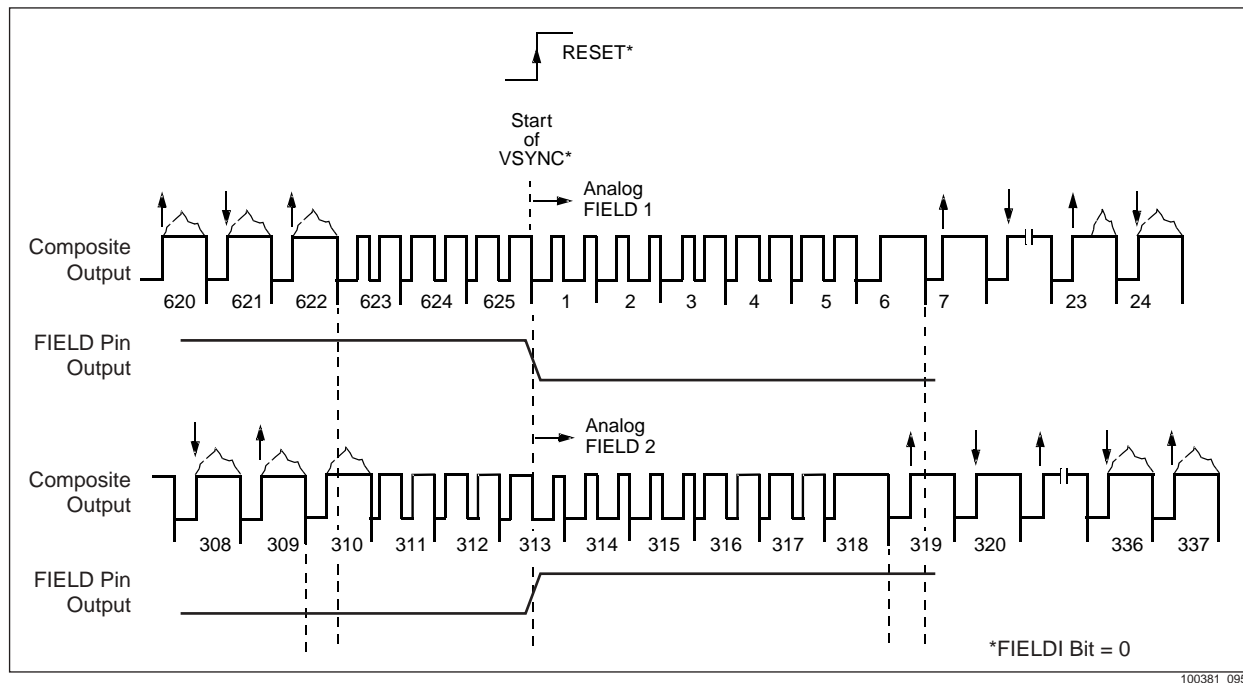 RESET*
Start
of
VSYNC*
Analog
FIELD 1
Composite
Output
620 621 622 623 624 625 1 2 3 4 5 6 7 23 24
FIELD Pin
Output
Analog
FIELD 2
Composite
Output
308 309 310 311 312 313 314 315 316 317 318 319 320 336 337
FIELD Pin
Output
*FIELDI Bit = 0
100381_095